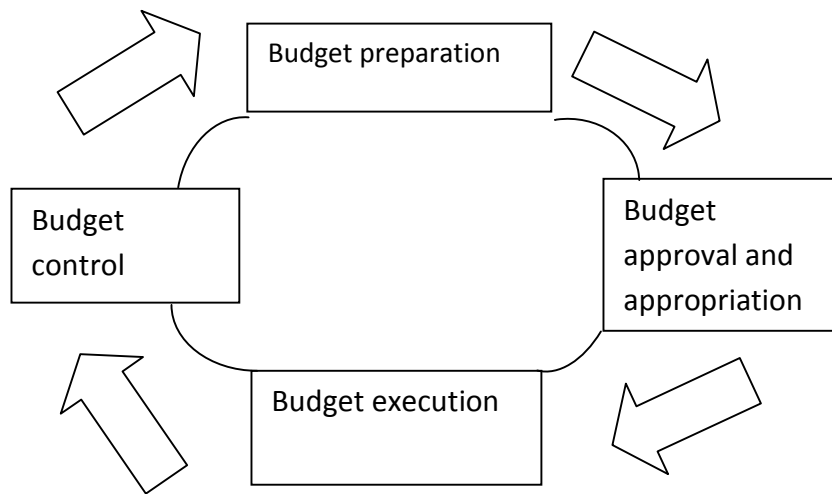 Budget preparation
Budget
approval and
appropriation
Budget execution
Budget
control